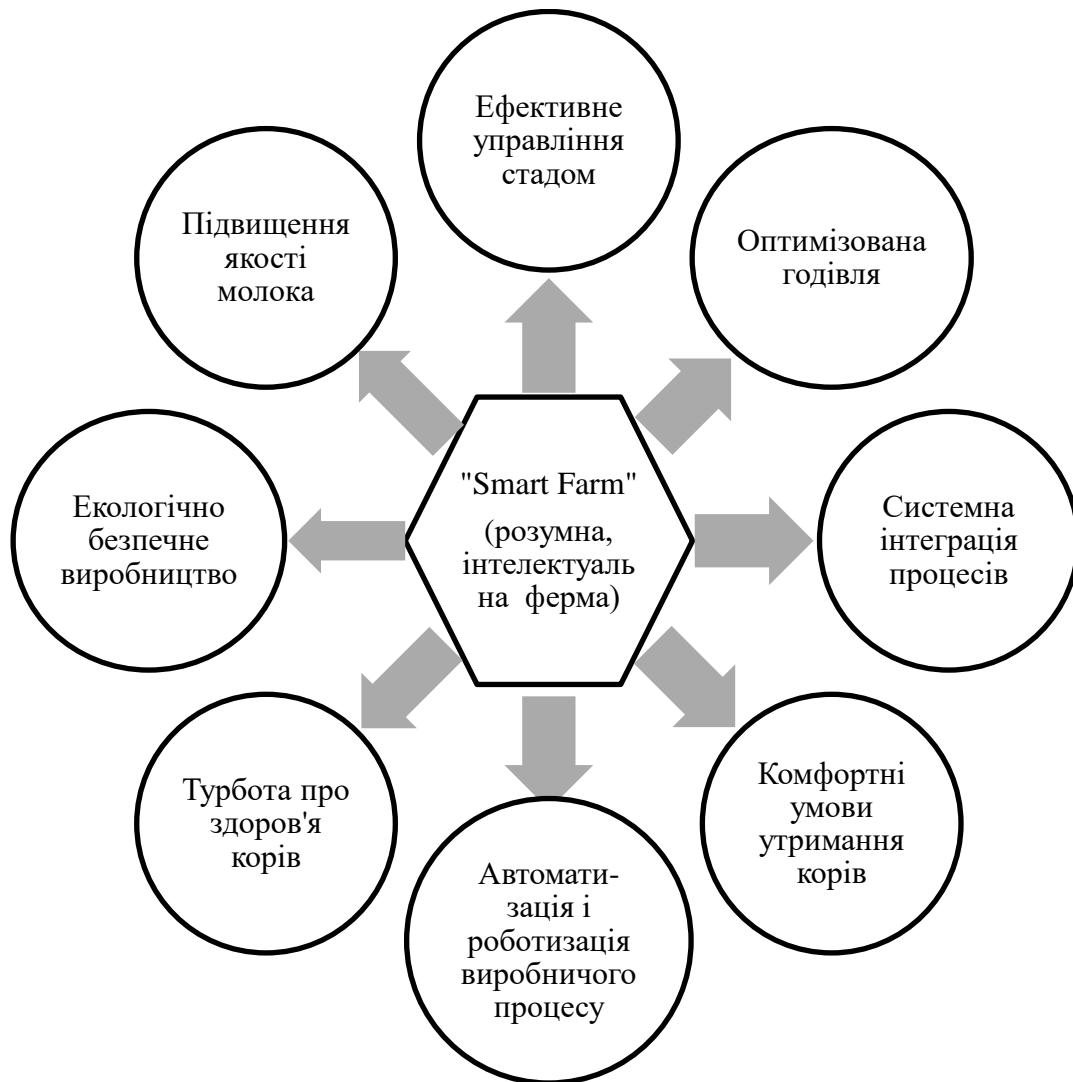 Ефективне
управління
стадом
Оптимізована
годівля
Системна
інтеграція
процесів
Комфортні
умови
утримання
корів
Автомати-
зація і
роботизація
виробничого
процесу
Турбота про
здоров'я
корів
Екологічно
безпечне
виробництво
Підвищення
якості
молока
"Smart Farm"
(розумна,
інтелектуаль
на ферма)